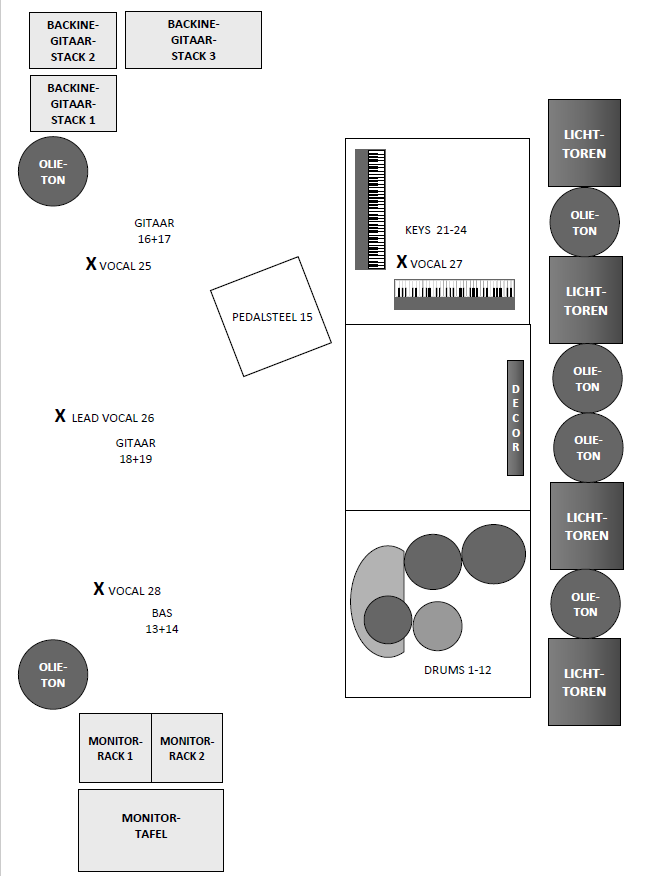 BACKINE-
GITAAR-
STACK 2
BACKINE-
GITAAR-
STACK 3
BACKINE-
GITAAR-
STACK 1
OLIE-
TON
GITAAR
16+17
X VOCAL 25
PEDALSTEEL 15
KEYS 21-24
X VOCAL 27
LICHT-
TOREN
OLIE-
TON
LICHT-
TOREN
OLIE-
TON
DECOR
X LEAD VOCAL 26
GITAAR
18+19
OLIE-
TON
LICHT-
TOREN
X VOCAL 28
BAS
13+14
OLIE-
TON
DRUMS 1-12
OLIE-
TON
LICHT-
TOREN
MONITOR-
RACK 1
MONITOR-
RACK 2
MONITOR-
TAFEL